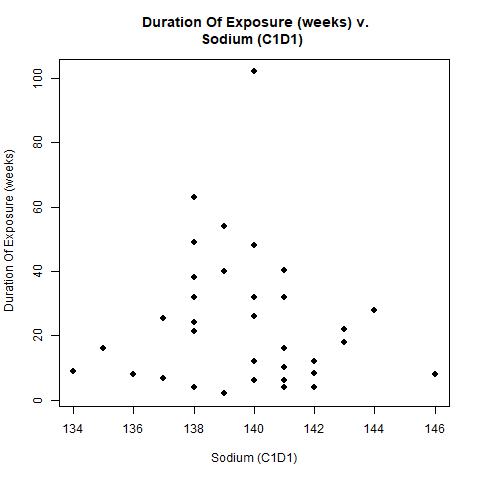 Duration Of Exposure (weeks) v.
Sodium (C1D1)
Duration Of Exposure (weeks)
100
80
60
40
20
0
134 136 138 140 142 144 146
Sodium (C1D1)